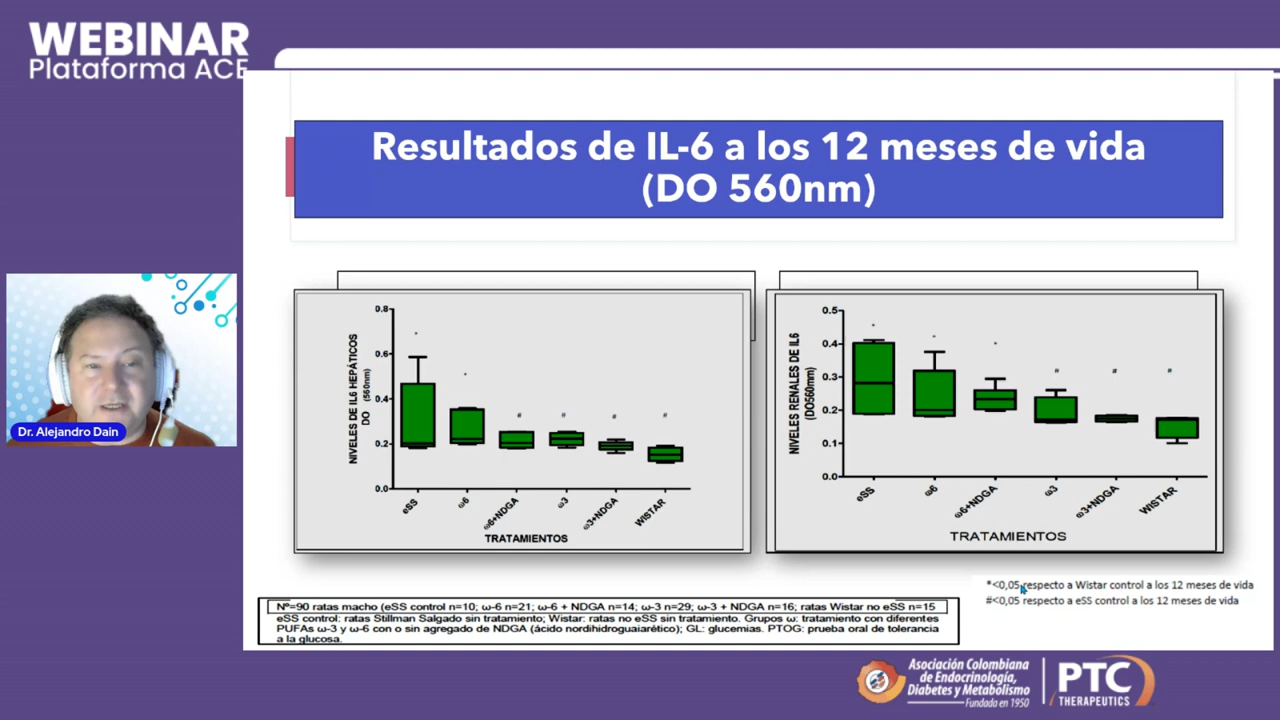 WEBINAR
Plataforma ACE
Resultados de IL-6 a los 12 meses de vida
(DO 560nm)
Dr. Alejandro Dain
NIVELES DE IL6 HEPÁTICOS
DO (560nm)
0.8
0.6
0.4
0.2
0.0
* * # # # #
eSS ω6 ω6+NDGA ω3 ω3+NDGA WISTAR
TRATAMIENTOS
NIVELES RENALES DE IL6
(DO560nm)
0.5
0.4
0.3
0.2
0.1
0.0
* * * # # #
eSS ω6 ω6+NDGA ω3 ω3+NDGA WISTAR
TRATAMIENTOS
*<0,05 respecto a Wistar control a los 12 meses de vida
#<0,05 respecto a eSS control a los 12 meses de vida
Nº=90 ratas macho (eSS control n=10; ω-6 n=21; ω-6 + NDGA n=14; ω-3 n=29; ω-3 + NDGA n=16; ratas Wistar no eSS n=15
eSS control: ratas Stillman Salgado sin tratamiento; Wistar: ratas no eSS sin tratamiento. Grupos ω: tratamiento con diferentes
PUFAs ω-3 y ω-6 con o sin agregado de NDGA (ácido nordihidroguaiarético); GL: glucemias. PTOG: prueba oral de tolerancia
a la glucosa.
Asociación Colombiana
de Endocrinología,
Diabetes y Metabolismo
Fundada en 1950
PTC
THERAPEUTICS